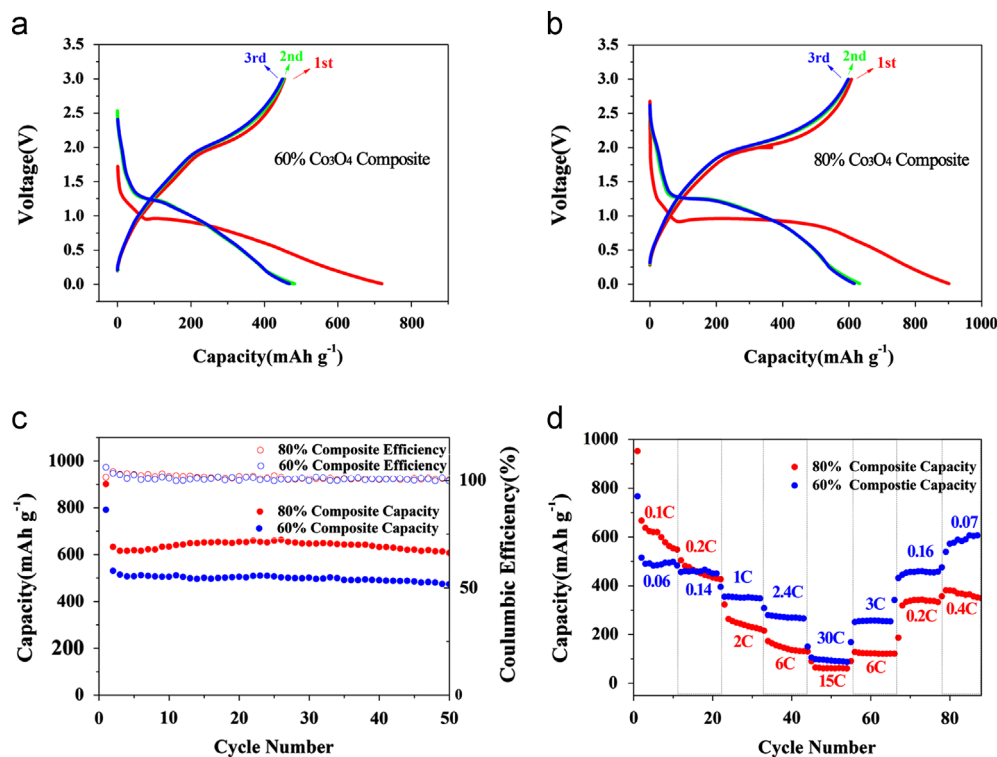 a
3.5
3.0
2.5
2.0
1.5
1.0
0.5
0.0
Voltage(V)
3rd
2nd
1st
60% Co₃O₄ Composite
0
200
400
600
800
Capacity(mAh g⁻¹)
b
3.5
3.0
2.5
2.0
1.5
1.0
0.5
0.0
Voltage(V)
3rd
2nd
1st
80% Co₃O₄ Composite
0
200
400
600
800
1000
Capacity(mAh g⁻¹)
c
1000
800
600
400
200
0
Capacity(mAh g⁻¹)
80% Composite Efficiency
60% Composite Efficiency
80% Composite Capacity
60% Composite Capacity
100
50
0
Coulumbic Efficiency(%)
0
10
20
30
40
50
Cycle Number
d
1000
800
600
400
200
0
Capacity(mAh g⁻¹)
80% Composite Capacity
60% Compostie Capacity
0.1C
0.2C
0.06
0.14
1C
2C
2.4C
6C
30C
15C
3C
6C
0.16
0.2C
0.07
0.4C
0
20
40
60
80
Cycle Number